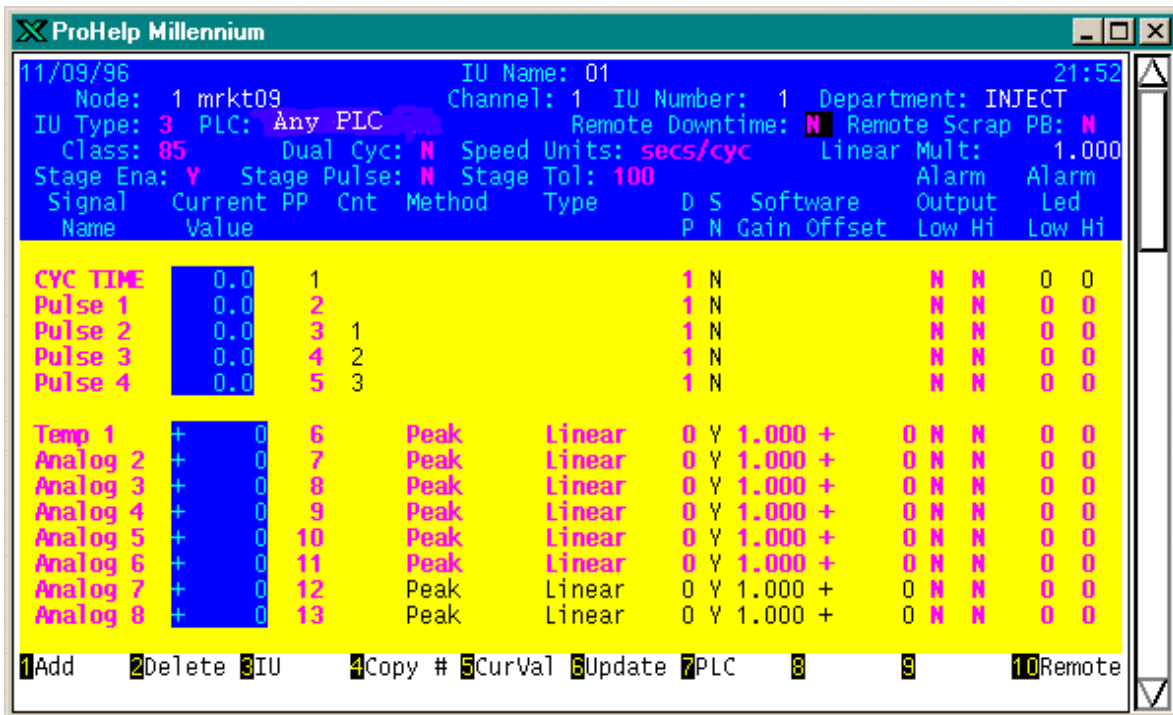 ProHelp Millennium
11/09/96 IU Name: 01 21:52
Node: 1 mrkt09 Channel: 1 IU Number: 1 Department: INJECT
IU Type: 3 PLC: Any PLC Remote Downtime: N Remote Scrap PB: N
Class: 85 Dual Cyc: N Speed Units: secs/cyc Linear Mult: 1.000
Stage Ena: Y Stage Pulse: N Stage Tol: 100 Alarm Alarm
Signal Current PP Cnt Method Type D S Software Output Led
Name Value P N Gain Offset Low Hi Low Hi
CYC TIME 0.0 1 1 N N N 0 0
Pulse 1 0.0 2 1 N N N 0 0
Pulse 2 0.0 3 1 1 N N N 0 0
Pulse 3 0.0 4 2 1 N N N 0 0
Pulse 4 0.0 5 3 1 N N N 0 0
Temp 1 + 0 6 Peak Linear 0 Y 1.000 + 0 N N 0 0
Analog 2 + 0 7 Peak Linear 0 Y 1.000 + 0 N N 0 0
Analog 3 + 0 8 Peak Linear 0 Y 1.000 + 0 N N 0 0
Analog 4 + 0 9 Peak Linear 0 Y 1.000 + 0 N N 0 0
Analog 5 + 0 10 Peak Linear 0 Y 1.000 + 0 N N 0 0
Analog 6 + 0 11 Peak Linear 0 Y 1.000 + 0 N N 0 0
Analog 7 + 0 12 Peak Linear 0 Y 1.000 + 0 N N 0 0
Analog 8 + 0 13 Peak Linear 0 Y 1.000 + 0 N N 0 0
1Add 2Delete 3IU 4Copy # 5CurVal 6Update 7PLC 8 9 10Remote